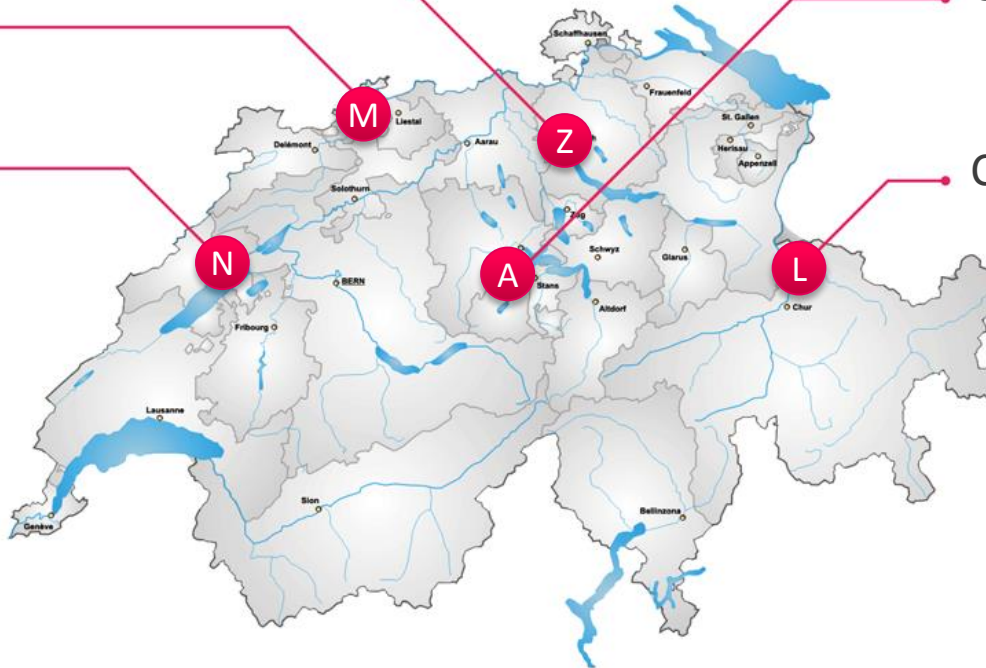 Schaffhausen
Frauenfeld
M
Liestal
St. Gallen
Z
Aarau
Herisau
Delémont
Appenzell
Solothurn
Zug
Schwyz
Glarus
N
A
L
BERN
Stans
Altdorf
Chur
Fribourg
Lausanne
Sion
Bellinzona
Genève